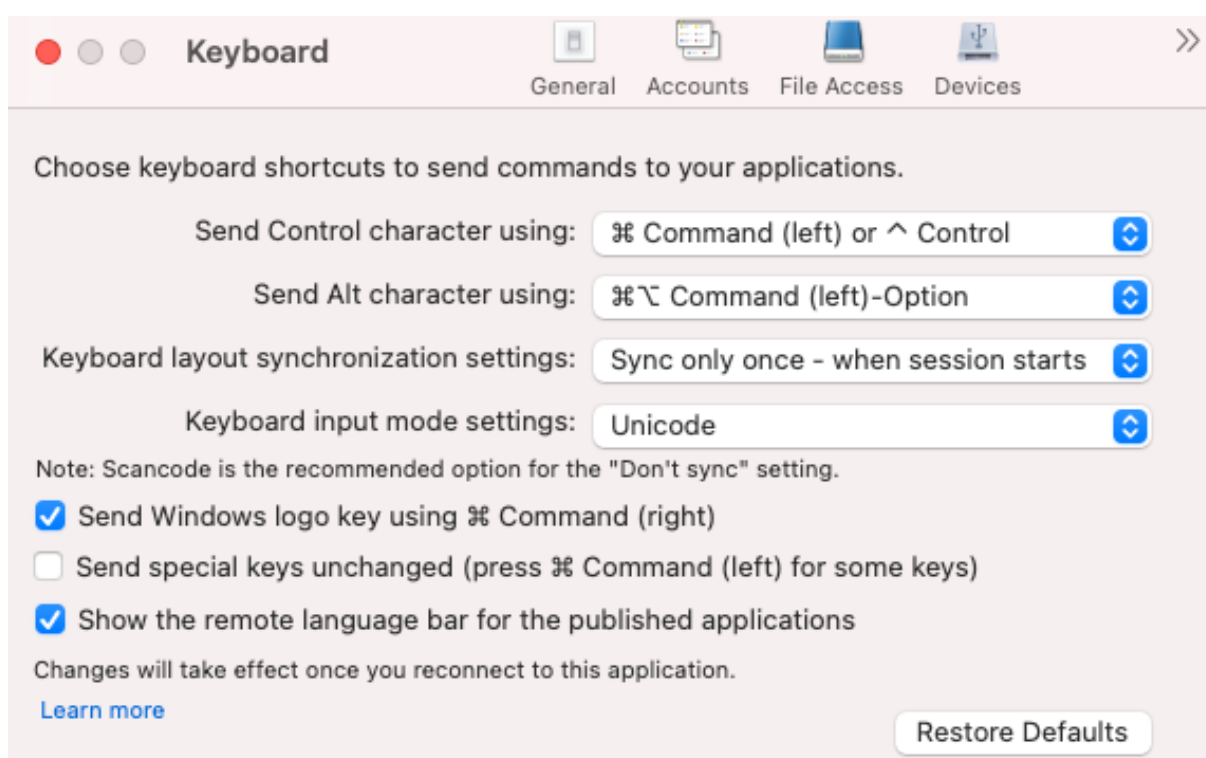 Keyboard
General Accounts File Access Devices
Choose keyboard shortcuts to send commands to your applications.
Send Control character using: ⌘ Command (left) or ^ Control
Send Alt character using: ⌘⌥ Command (left)-Option
Keyboard layout synchronization settings: Sync only once - when session starts
Keyboard input mode settings: Unicode
Note: Scancode is the recommended option for the "Don't sync" setting.
Send Windows logo key using ⌘ Command (right)
Send special keys unchanged (press ⌘ Command (left) for some keys)
Show the remote language bar for the published applications
Changes will take effect once you reconnect to this application.
Learn more
Restore Defaults